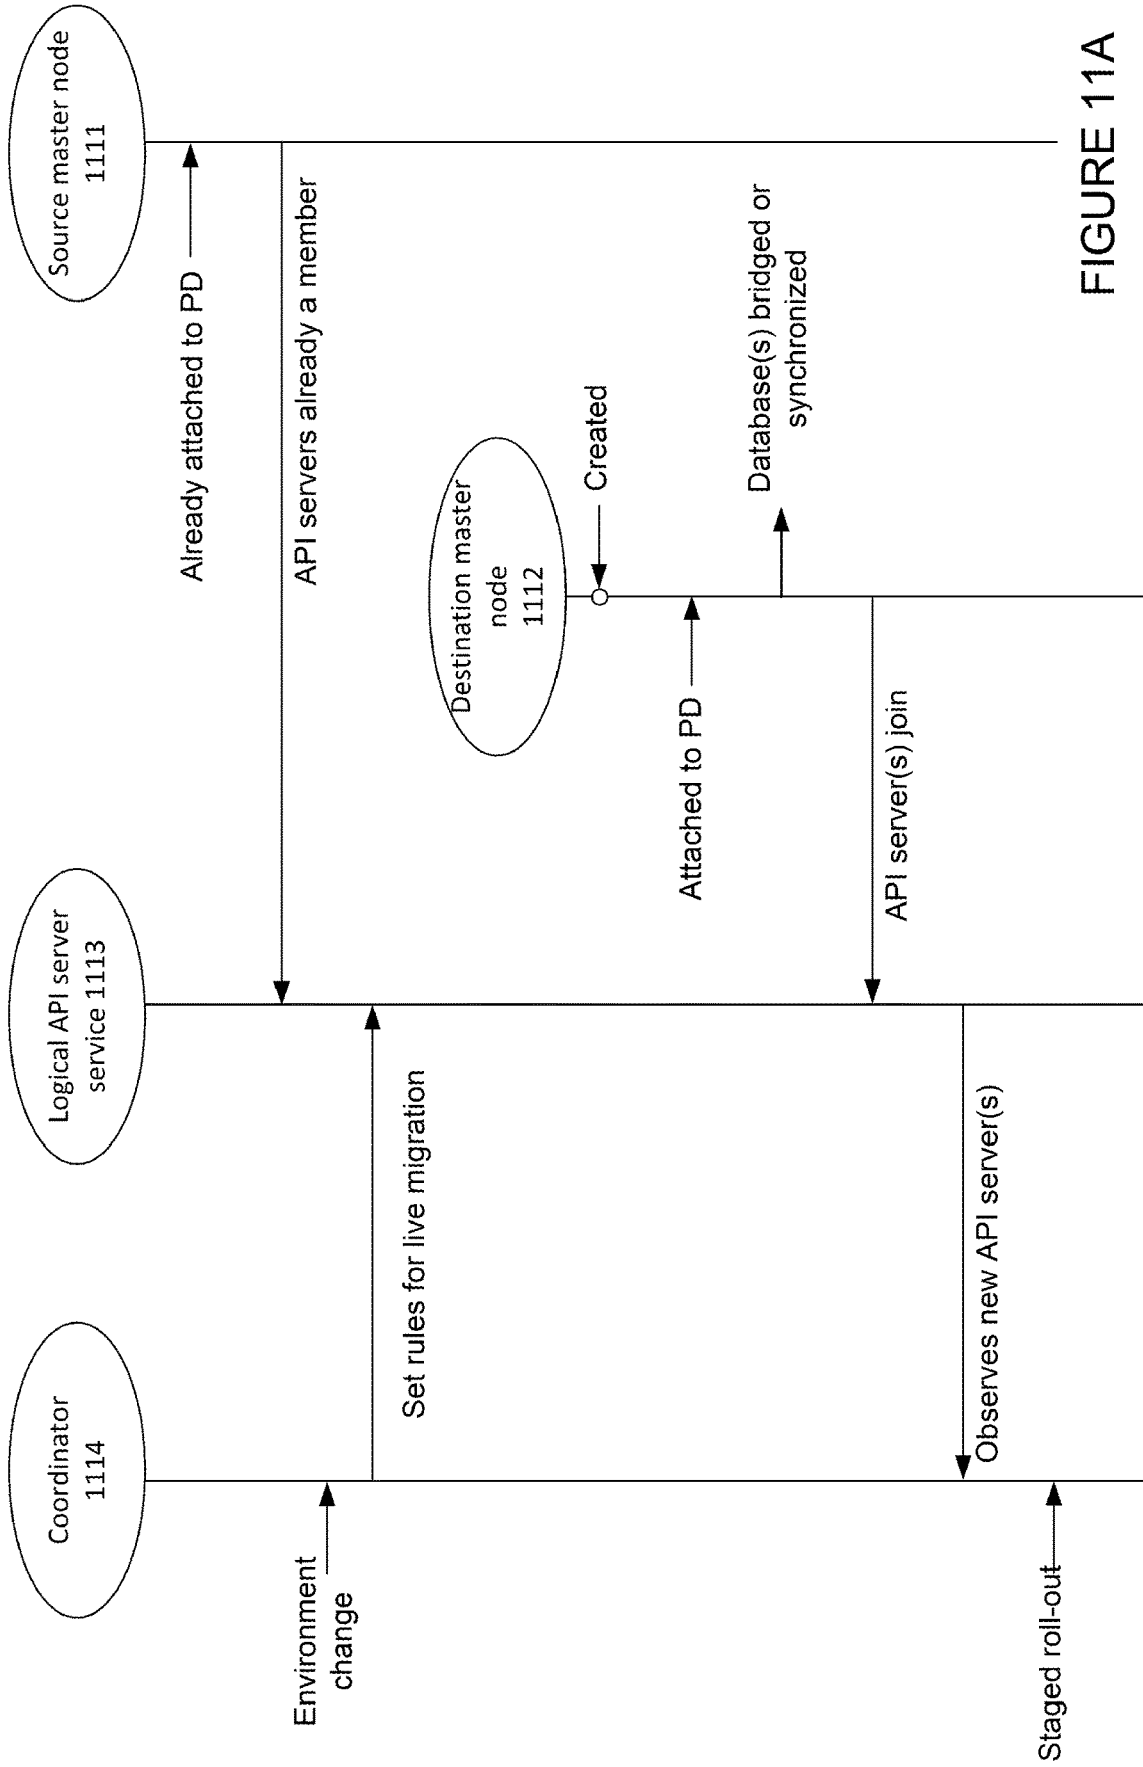 Coordinator
1114
Logical API server
service 1113
Source master node
1111
Already attached to PD
API servers already a member
Environment
change
Set rules for live migration
Destination master
node
1112
Created
Attached to PD
Database(s) bridged or
synchronized
API server(s) join
Observes new API server(s)
Staged roll-out
FIGURE 11A